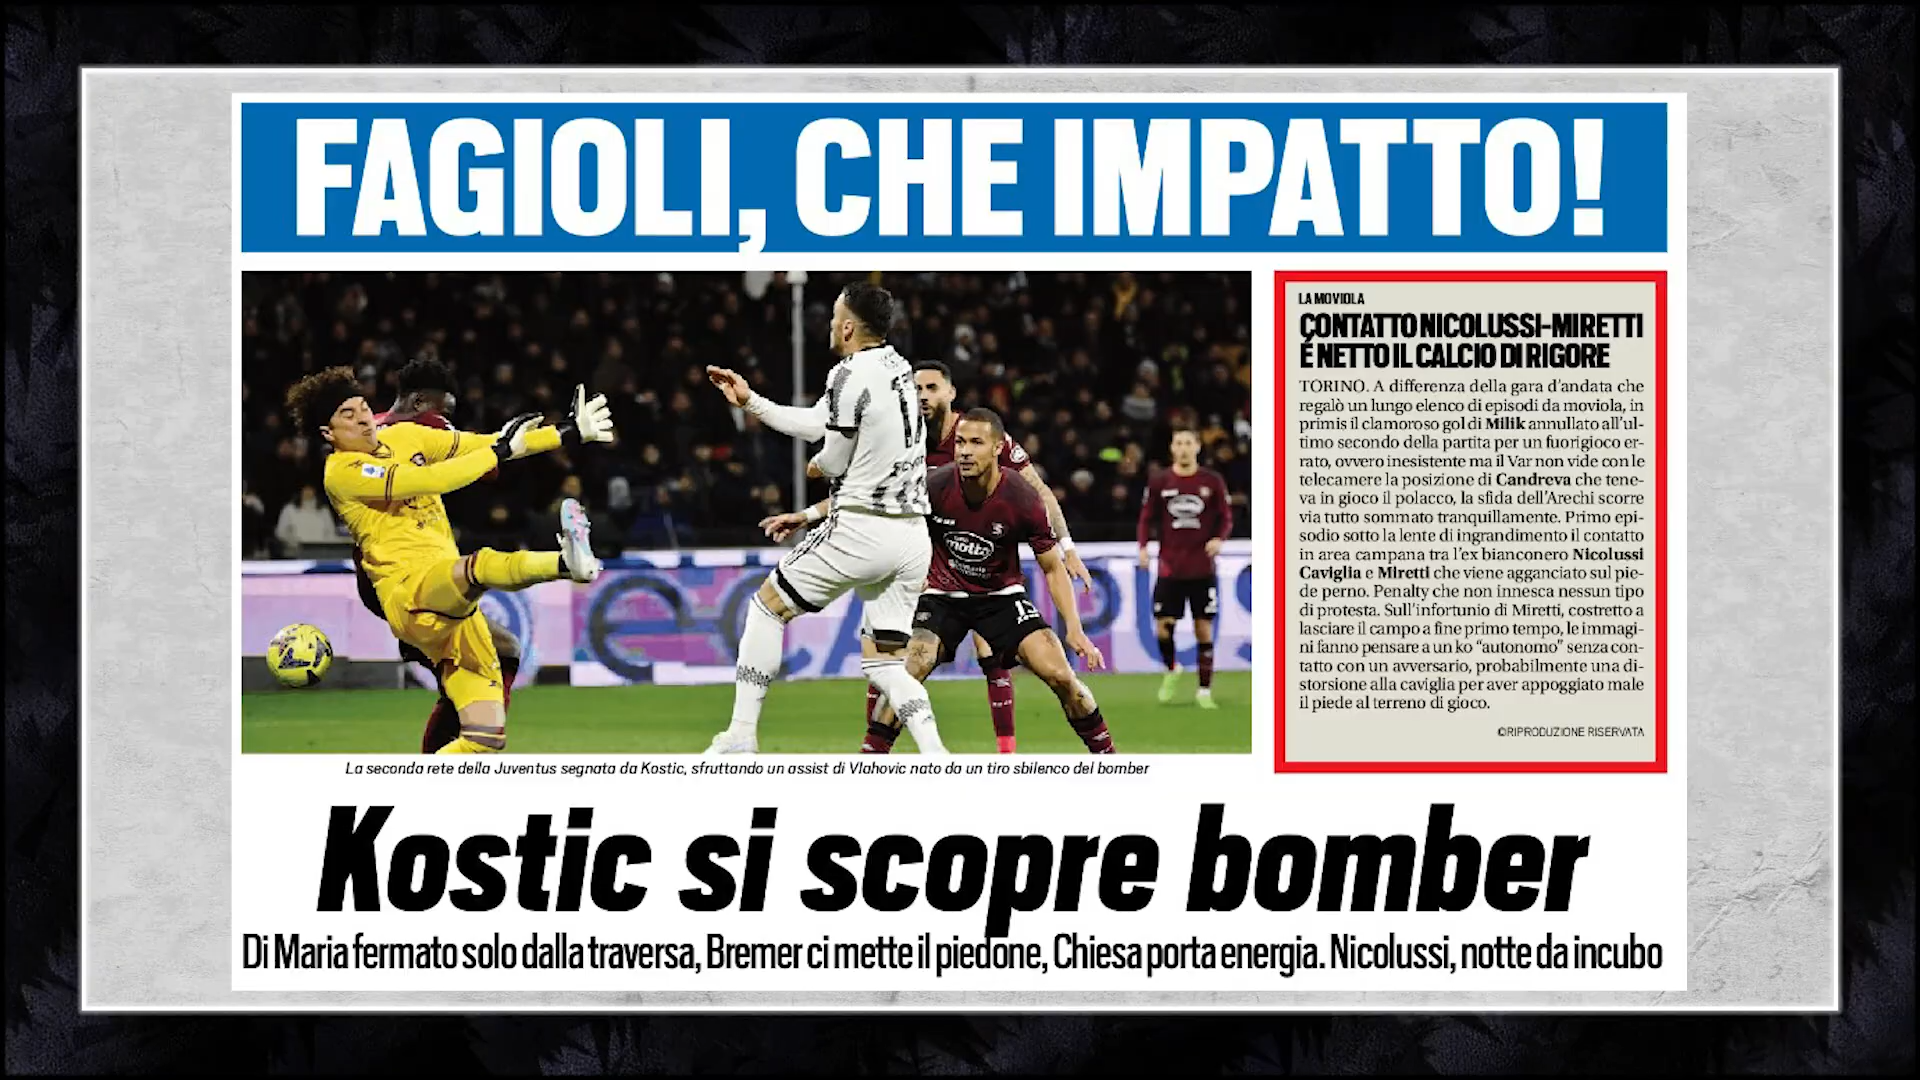 FAGIOLI, CHE IMPATTO!
LA MOVIOLA
CONTATTO NICOLUSSI-MIRETTI
É NETTO IL CALCIO DI RIGORE
TORINO. A differenza della gara d'andata che
regalò un lungo elenco di episodi da moviola, in
primis il clamoroso gol di Milik annullato all'ul-
timo secondo della partita per un fuorigioco er-
rato, ovvero inesistente ma il Var non vide con le
telecamere la posizione di Candreva che tene-
va in gioco il polacco, la sfida dell'Arechi scorre
via tutto sommato tranquillamente. Primo epi-
sodio sotto la lente di ingrandimento il contatto
in area campana tra l'ex bianconero Nicolussi
Caviglia e Miretti che viene agganciato sul pie-
de perno. Penalty che non innesca nessun tipo
di protesta. Sull'infortunio di Miretti, costretto a
lasciare il campo a fine primo tempo, le immagi-
ni fanno pensare a un ko "autonomo" senza con-
tatto con un avversario, probabilmente una di-
storsione alla caviglia per aver appoggiato male
il piede al terreno di gioco.
©RIPRODUZIONE RISERVATA
17
motto
15
e-CAMPUS
La seconda rete della Juventus segnata da Kostic, sfruttando un assist di Vlahovic nato da un tiro sbilenco del bomber
Kostic si scopre bomber
Di Maria fermato solo dalla traversa, Bremer ci mette il piedone, Chiesa porta energia. Nicolussi, notte da incubo